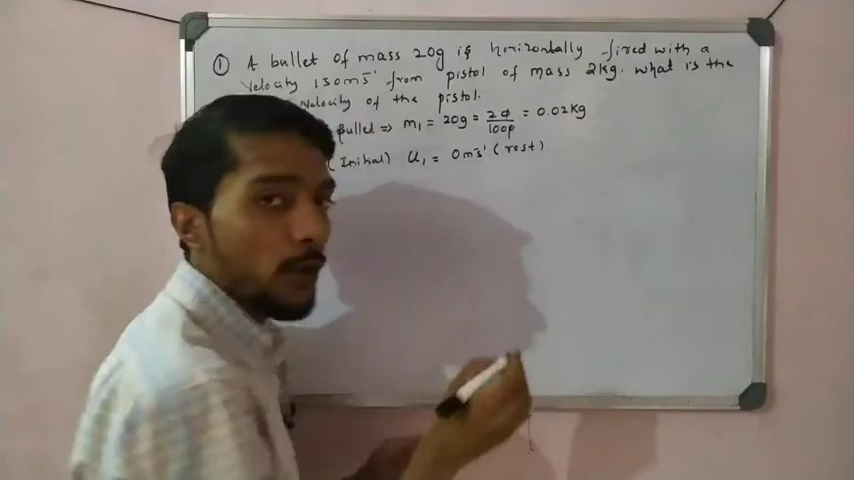 ① A bullet of mass 20g is horizontally fired with a
velocity 150ms⁻¹ from pistol of mass 2kg. what is the
velocity of the pistol.
bullet => m₁ = 20g = 20/1000 = 0.02kg
(Initial) u₁ = 0ms⁻¹ (rest)